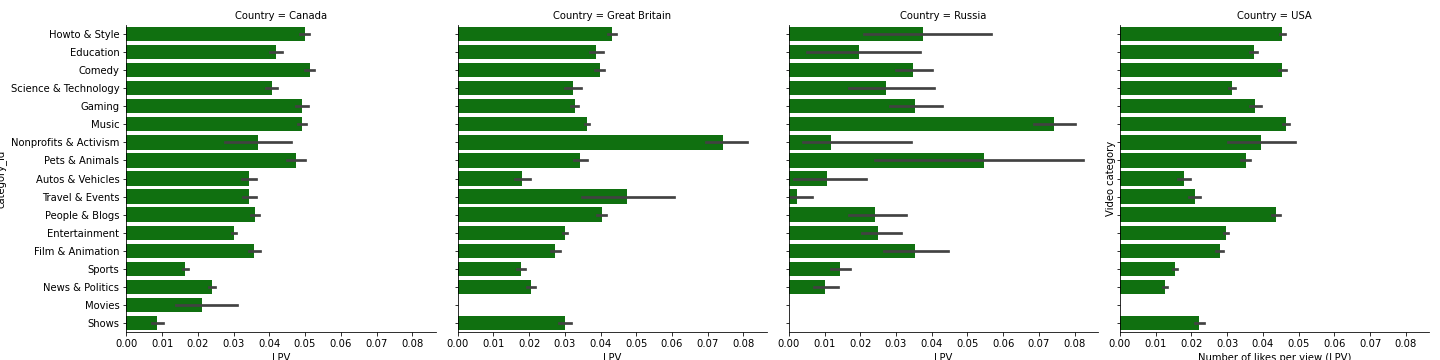 Country = Canada
Country = Great Britain
Country = Russia
Country = USA
Howto & Style
Education
Comedy
Science & Technology
Gaming
Music
Nonprofits & Activism
Pets & Animals
Autos & Vehicles
Travel & Events
People & Blogs
Entertainment
Film & Animation
Sports
News & Politics
Movies
Shows
category_id
Video category
0.00 0.01 0.02 0.03 0.04 0.05 0.06 0.07 0.08
0.00 0.01 0.02 0.03 0.04 0.05 0.06 0.07 0.08
0.00 0.01 0.02 0.03 0.04 0.05 0.06 0.07 0.08
0.00 0.01 0.02 0.03 0.04 0.05 0.06 0.07 0.08
LPV
LPV
LPV
Number of likes per view (LPV)